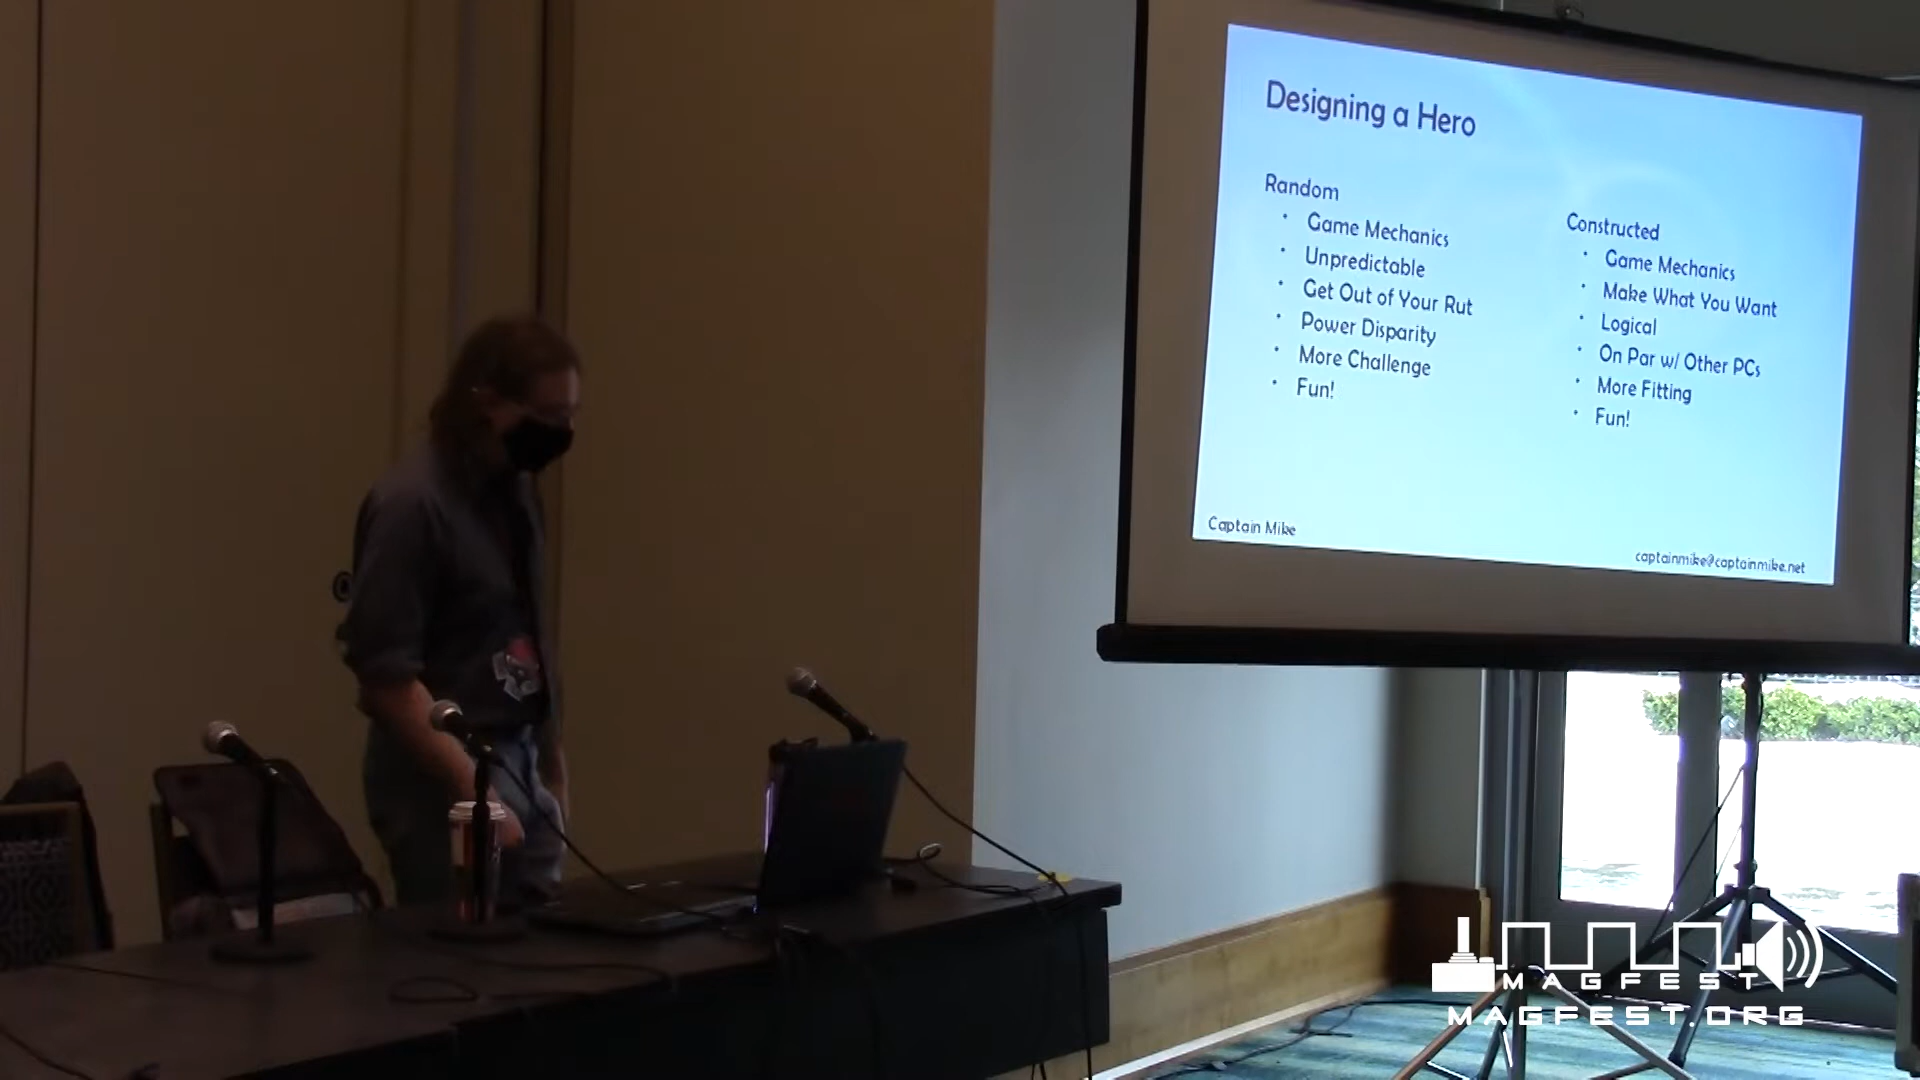 Designing a Hero
Random
· Game Mechanics
· Unpredictable
· Get Out of Your Rut
· Power Disparity
· More Challenge
· Fun!
Constructed
· Game Mechanics
· Make What You Want
· Logical
· On Par w/ Other PCs
· More Fitting
· Fun!
Captain Mike
captainmike@captainmike.net
MAGFEST
MAGFEST.ORG